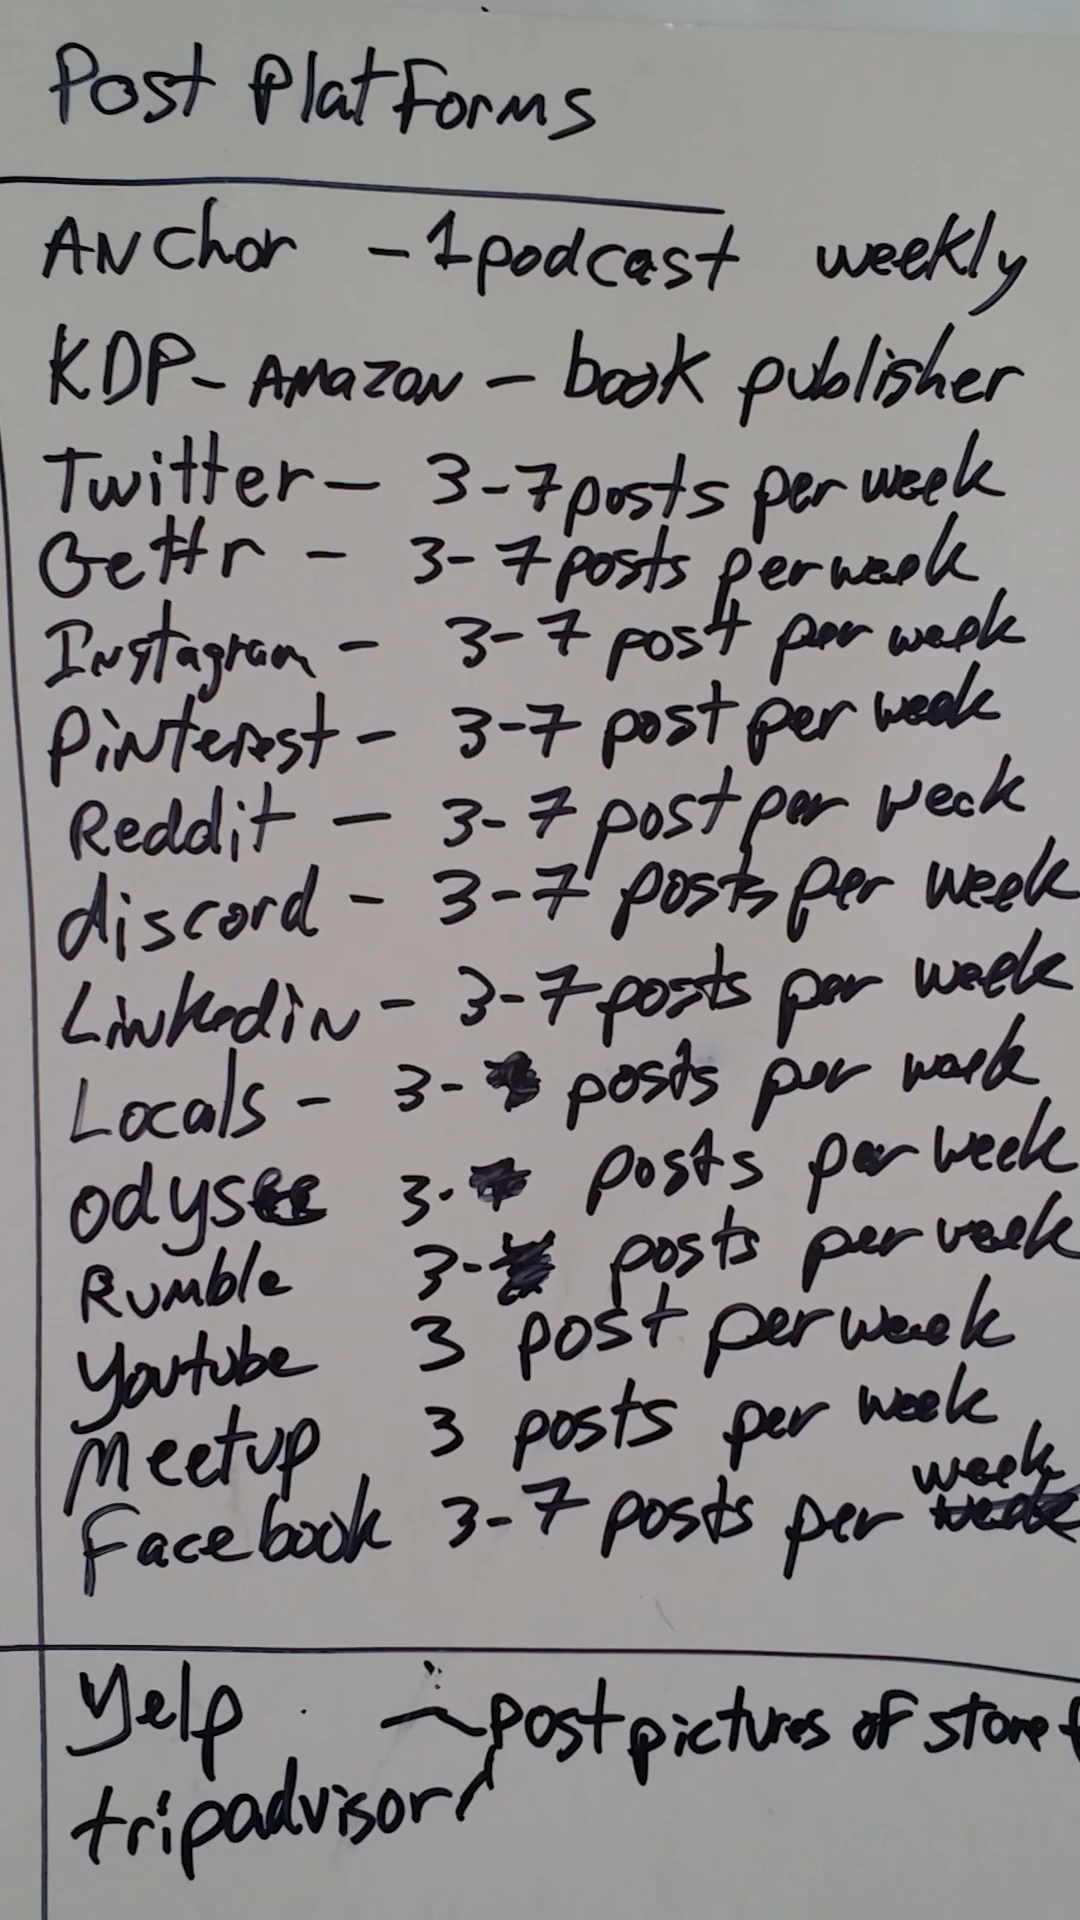 Post Platforms
Anchor - 1 podcast weekly
KDP - Amazon - book publisher
Twitter - 3-7 posts per week
Gettr - 3-7 posts per week
Instagram - 3-7 post per week
Pinterest - 3-7 post per week
Reddit - 3-7 post per week
discord - 3-7 posts per week
Linkedin - 3-7 posts per week
Locals - 3- posts per week
odysee 3- posts per week
Rumble 3- posts per week
Youtube 3 post per week
Meetup 3 posts per week
Facebook 3-7 posts per week
Yelp - post pictures of store
tripadvisor